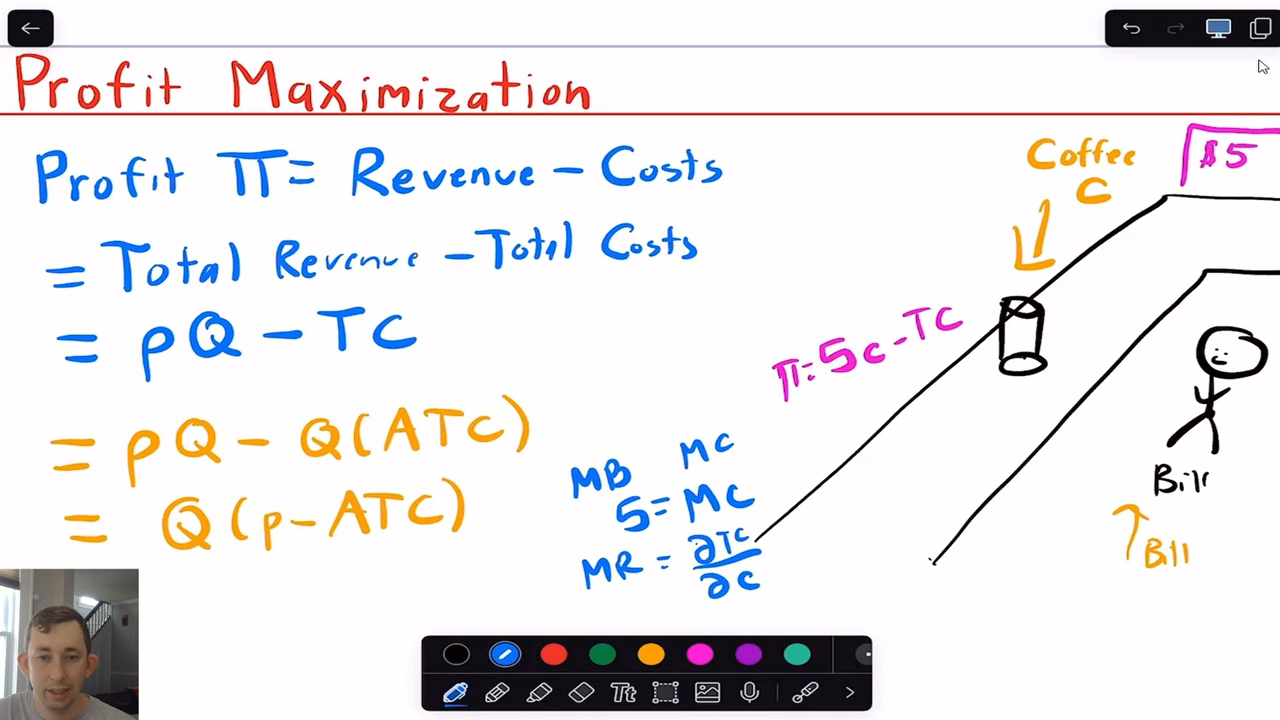 Profit Maximization
Profit π = Revenue - Costs
= Total Revenue - Total Costs
= pQ - TC
= pQ - Q(ATC)
= Q(p - ATC)
Coffee
C
$5
π = 5c - TC
MB MC
5 = MC
MR = ∂TC/∂C
Bill
Bill
Tt